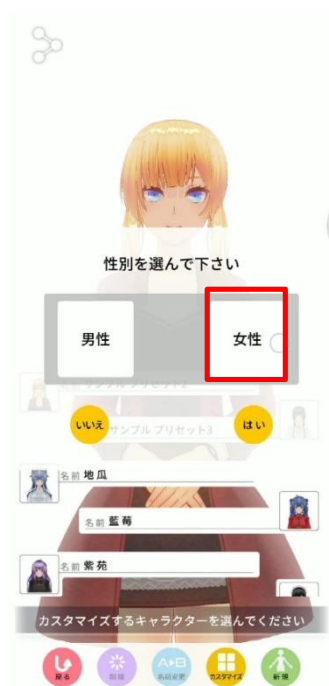 性別を選んで下さい
男性
女性
サンプル プリセット2
いいえ
サンプル プリセット3
はい
名前 地瓜
名前 藍莓
名前 紫苑
カスタマイズするキャラクターを選んでください
戻る
削除
A▸B
名前変更
カスタマイズ
新規